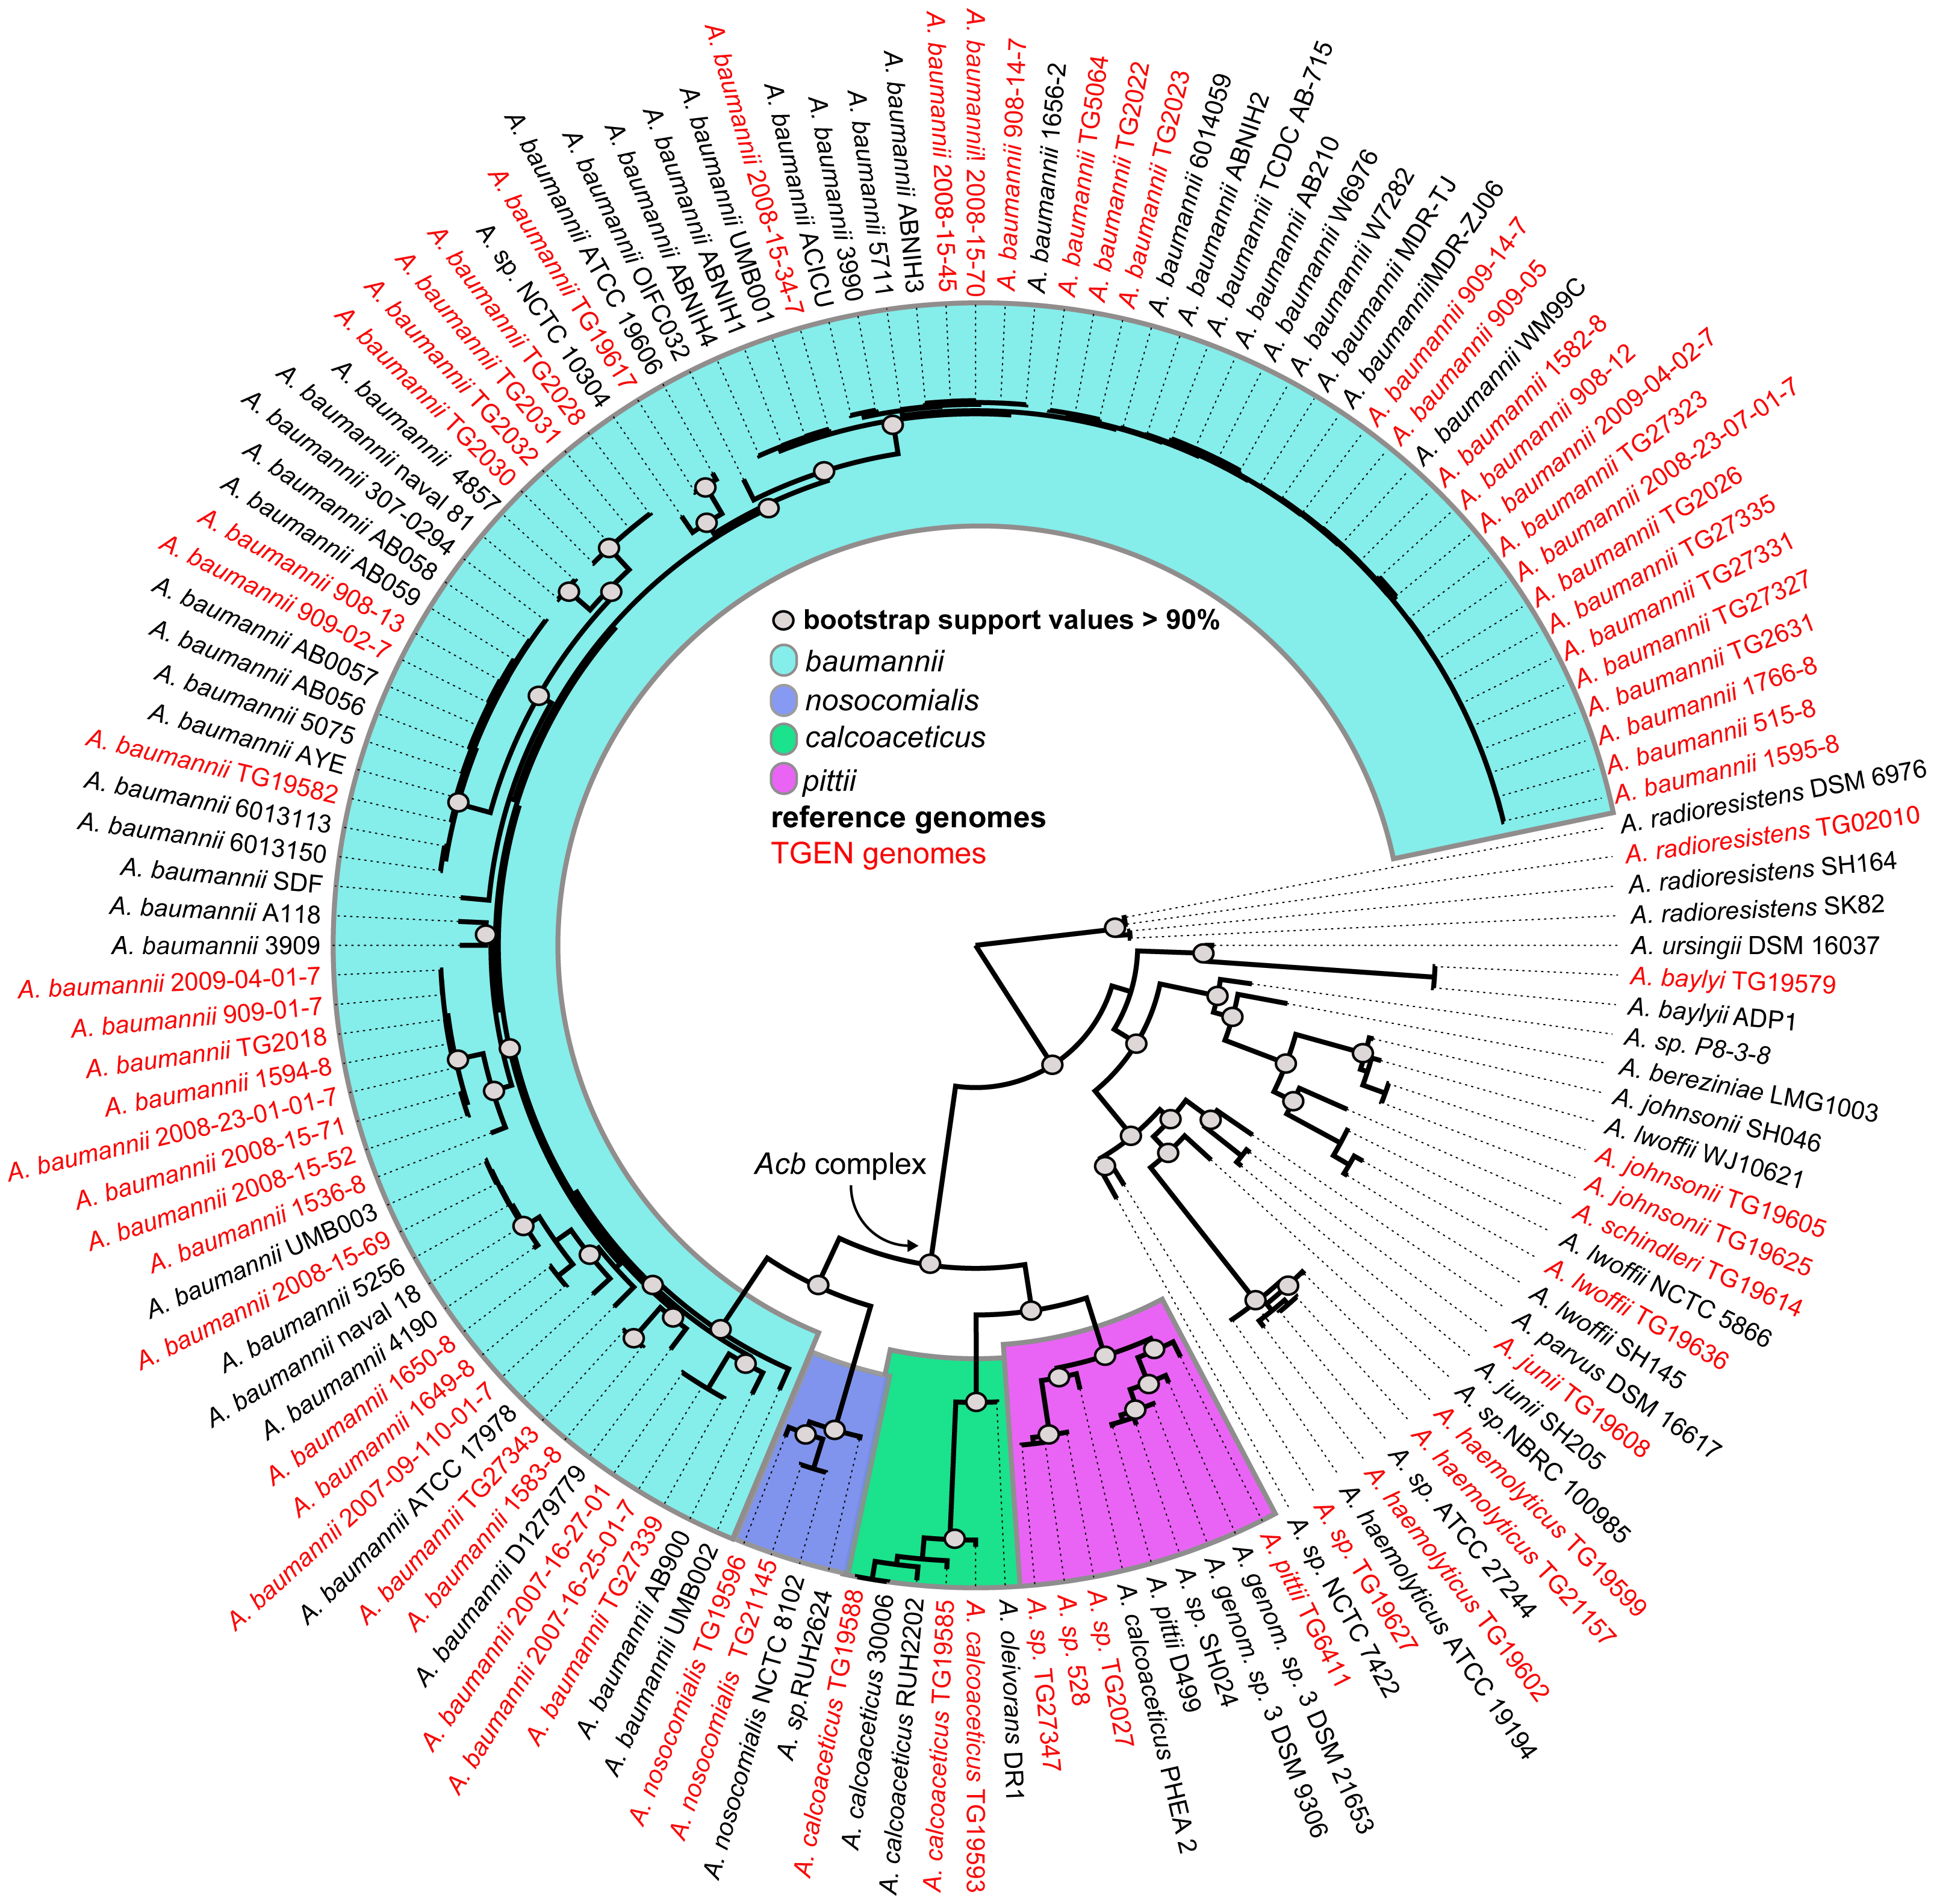 bootstrap support values > 90%
baumannii
nosocomialis
calcoaceticus
pittii
reference genomes
TGEN genomes
Acb complex
A. baumannii! 2008-15-70
A. baumannii 908-14-7
A. baumannii 1656-2
A. baumannii TG5064
A. baumannii TG2022
A. baumannii TG2023
A. baumannii 6014059
A. baumannii ABNIH2
A. baumannii TCDC AB-715
A. baumannii AB210
A. baumannii W6976
A. baumannii W7282
A. baumannii MDR-TJ
A. baumanniiMDR-ZJ06
A. baumannii 909-14-7
A. baumannii 909-05
A. baumannii WM99C
A. baumannii 1582-8
A. baumannii 908-12
A. baumannii 2009-04-02-7
A. baumannii TG27323
A. baumannii 2008-23-07-01-7
A. baumannii TG2026
A. baumannii TG27335
A. baumannii TG27331
A. baumannii TG27327
A. baumannii TG2631
A. baumannii 1766-8
A. baumannii 515-8
A. baumannii 1595-8
A. radioresistens DSM 6976
A. radioresistens TG02010
A. radioresistens SH164
A. radioresistens SK82
A. ursingii DSM 16037
A. baylyi TG19579
A. baylyii ADP1
A. sp. P8-3-8
A. bereziniae LMG1003
A. johnsonii SH046
A. lwoffii WJ10621
A. johnsonii TG19605
A. johnsonii TG19625
A. schindleri TG19614
A. lwoffii NCTC 5866
A. lwoffii TG19636
A. lwoffii SH145
A. parvus DSM 16617
A. junii TG19608
A. junii SH205
A. sp.NBRC 100985
A. haemolyticus TG19599
A. haemolyticus TG21157
A. sp. ATCC 27244
A. haemolyticus TG19602
A. haemolyticus ATCC 19194
A. sp. TG19627
A. sp. NCTC 7422
A. pittii TG6411
A. genom. sp. 3 DSM 21653
A. genom. sp. 3 DSM 9306
A. sp. SH024
A. pittii D499
A. calcoaceticus PHEA 2
A. sp. TG2027
A. sp. 528
A. sp. TG27347
A. oleivorans DR1
A. calcoaceticus TG19593
A. calcoaceticus TG19585
A. calcoaceticus RUH2202
A. calcoaceticus 30006
A. calcoaceticus TG19588
A. sp.RUH2624
A. nosocomialis NCTC 8102
A. nosocomialis TG21145
A. nosocomialis TG19596
A. baumannii UMB002
A. baumannii AB900
A. baumannii TG27339
A. baumannii 2007-16-25-01-7
A. baumannii 2007-16-27-01
A. baumannii D1279779
A. baumannii 1583-8
A. baumannii TG27343
A. baumannii ATCC 17978
A. baumannii 2007-09-110-01-7
A. baumannii 1649-8
A. baumannii 1650-8
A. baumannii 4190
A. baumannii naval 18
A. baumannii 5256
A. baumannii 2008-15-69
A. baumannii UMB003
A. baumannii 1536-8
A. baumannii 2008-15-52
A. baumannii 2008-15-71
A. baumannii 2008-23-01-01-7
A. baumannii 1594-8
A. baumannii TG2018
A. baumannii 909-01-7
A. baumannii 2009-04-01-7
A. baumannii 3909
A. baumannii A118
A. baumannii SDF
A. baumannii 6013150
A. baumannii 6013113
A. baumannii TG19582
A. baumannii AYE
A. baumannii 5075
A. baumannii AB056
A. baumannii AB0057
A. baumannii 909-02-7
A. baumannii 908-13
A. baumannii AB059
A. baumannii AB058
A. baumannii 307-0294
A. baumannii naval 81
A. baumannii 4857
A. baumannii TG2030
A. baumannii TG2032
A. baumannii TG2031
A. baumannii TG2028
A. sp. NCTC 10304
A. baumannii TG19617
A. baumannii ATCC 19606
A. baumannii OIFC032
A. baumannii ABNIH4
A. baumannii ABNIH1
A. baumannii UMB001
A. baumannii 2008-15-34-7
A. baumannii ACICU
A. baumannii 3990
A. baumannii 5711
A. baumannii ABNIH3
A. baumannii 2008-15-45